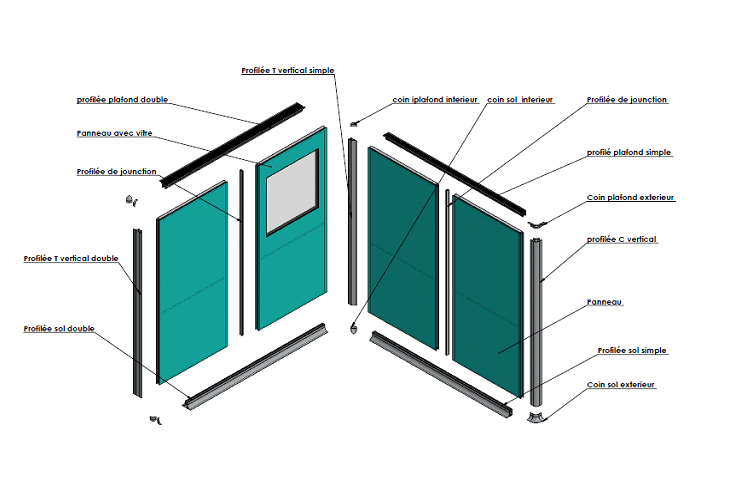 Profilée T vertical simple
profilée plafond double
coin iplafond interieur
coin sol interieur
Profilée de jounction
Panneau avec vitre
profilé plafond simple
Profilée de jounction
Coin plafond exterieur
profilée C vertical
Profilée T vertical double
Panneau
Profilée sol double
Profilée sol simple
Coin sol exterieur